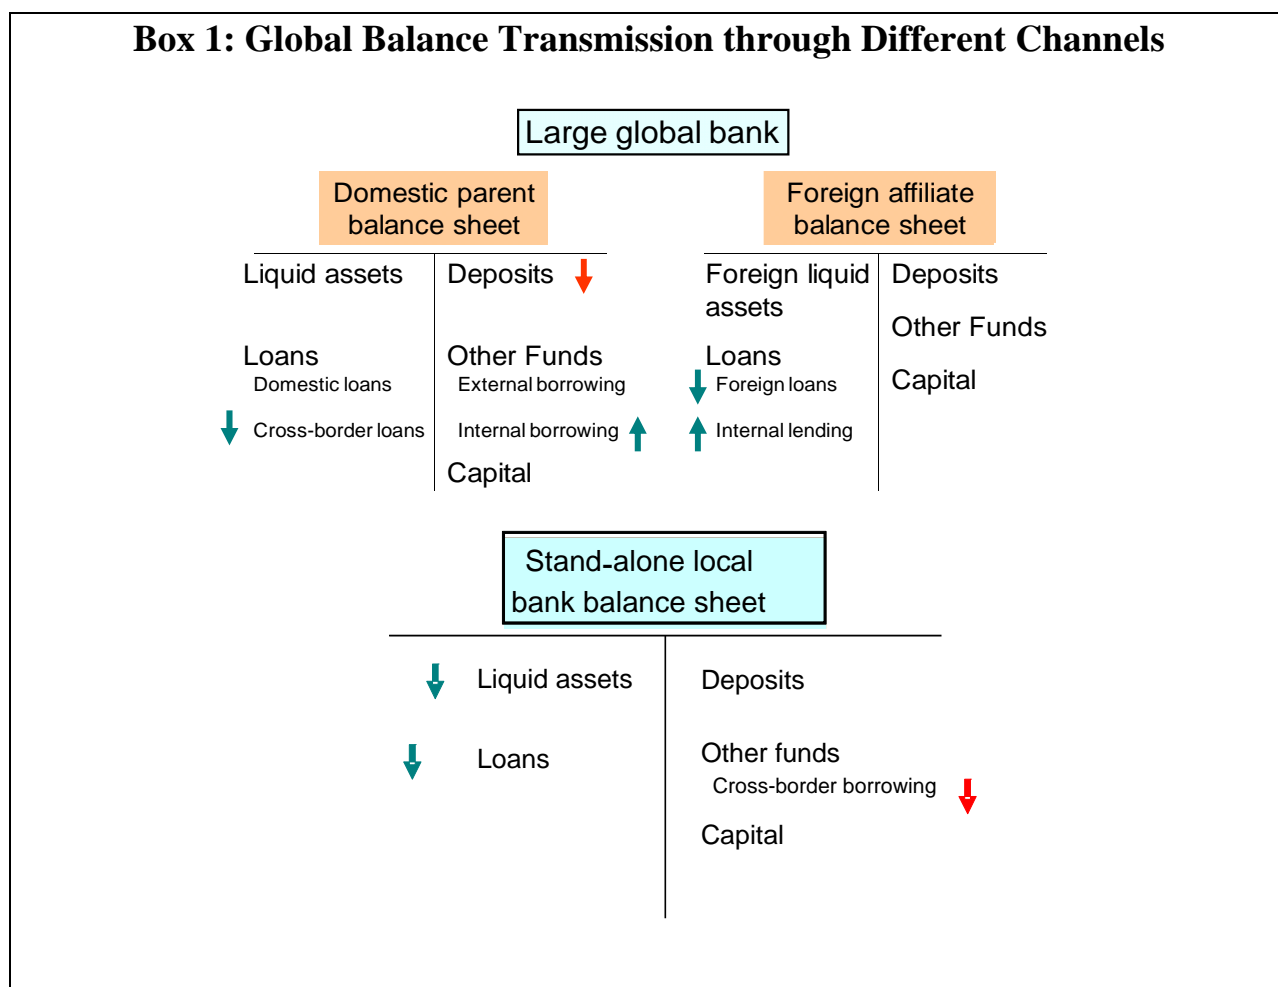 Box 1: Global Balance Transmission through Different Channels
Large global bank
Domestic parent
balance sheet
Liquid assets
Deposits
Loans
Other Funds
Domestic loans
External borrowing
Cross-border loans
Internal borrowing
Capital
Foreign affiliate
balance sheet
Foreign liquid
assets
Deposits
Other Funds
Loans
Foreign loans
Capital
Internal lending
Stand-alone local
bank balance sheet
Liquid assets
Deposits
Loans
Other funds
Cross-border borrowing
Capital